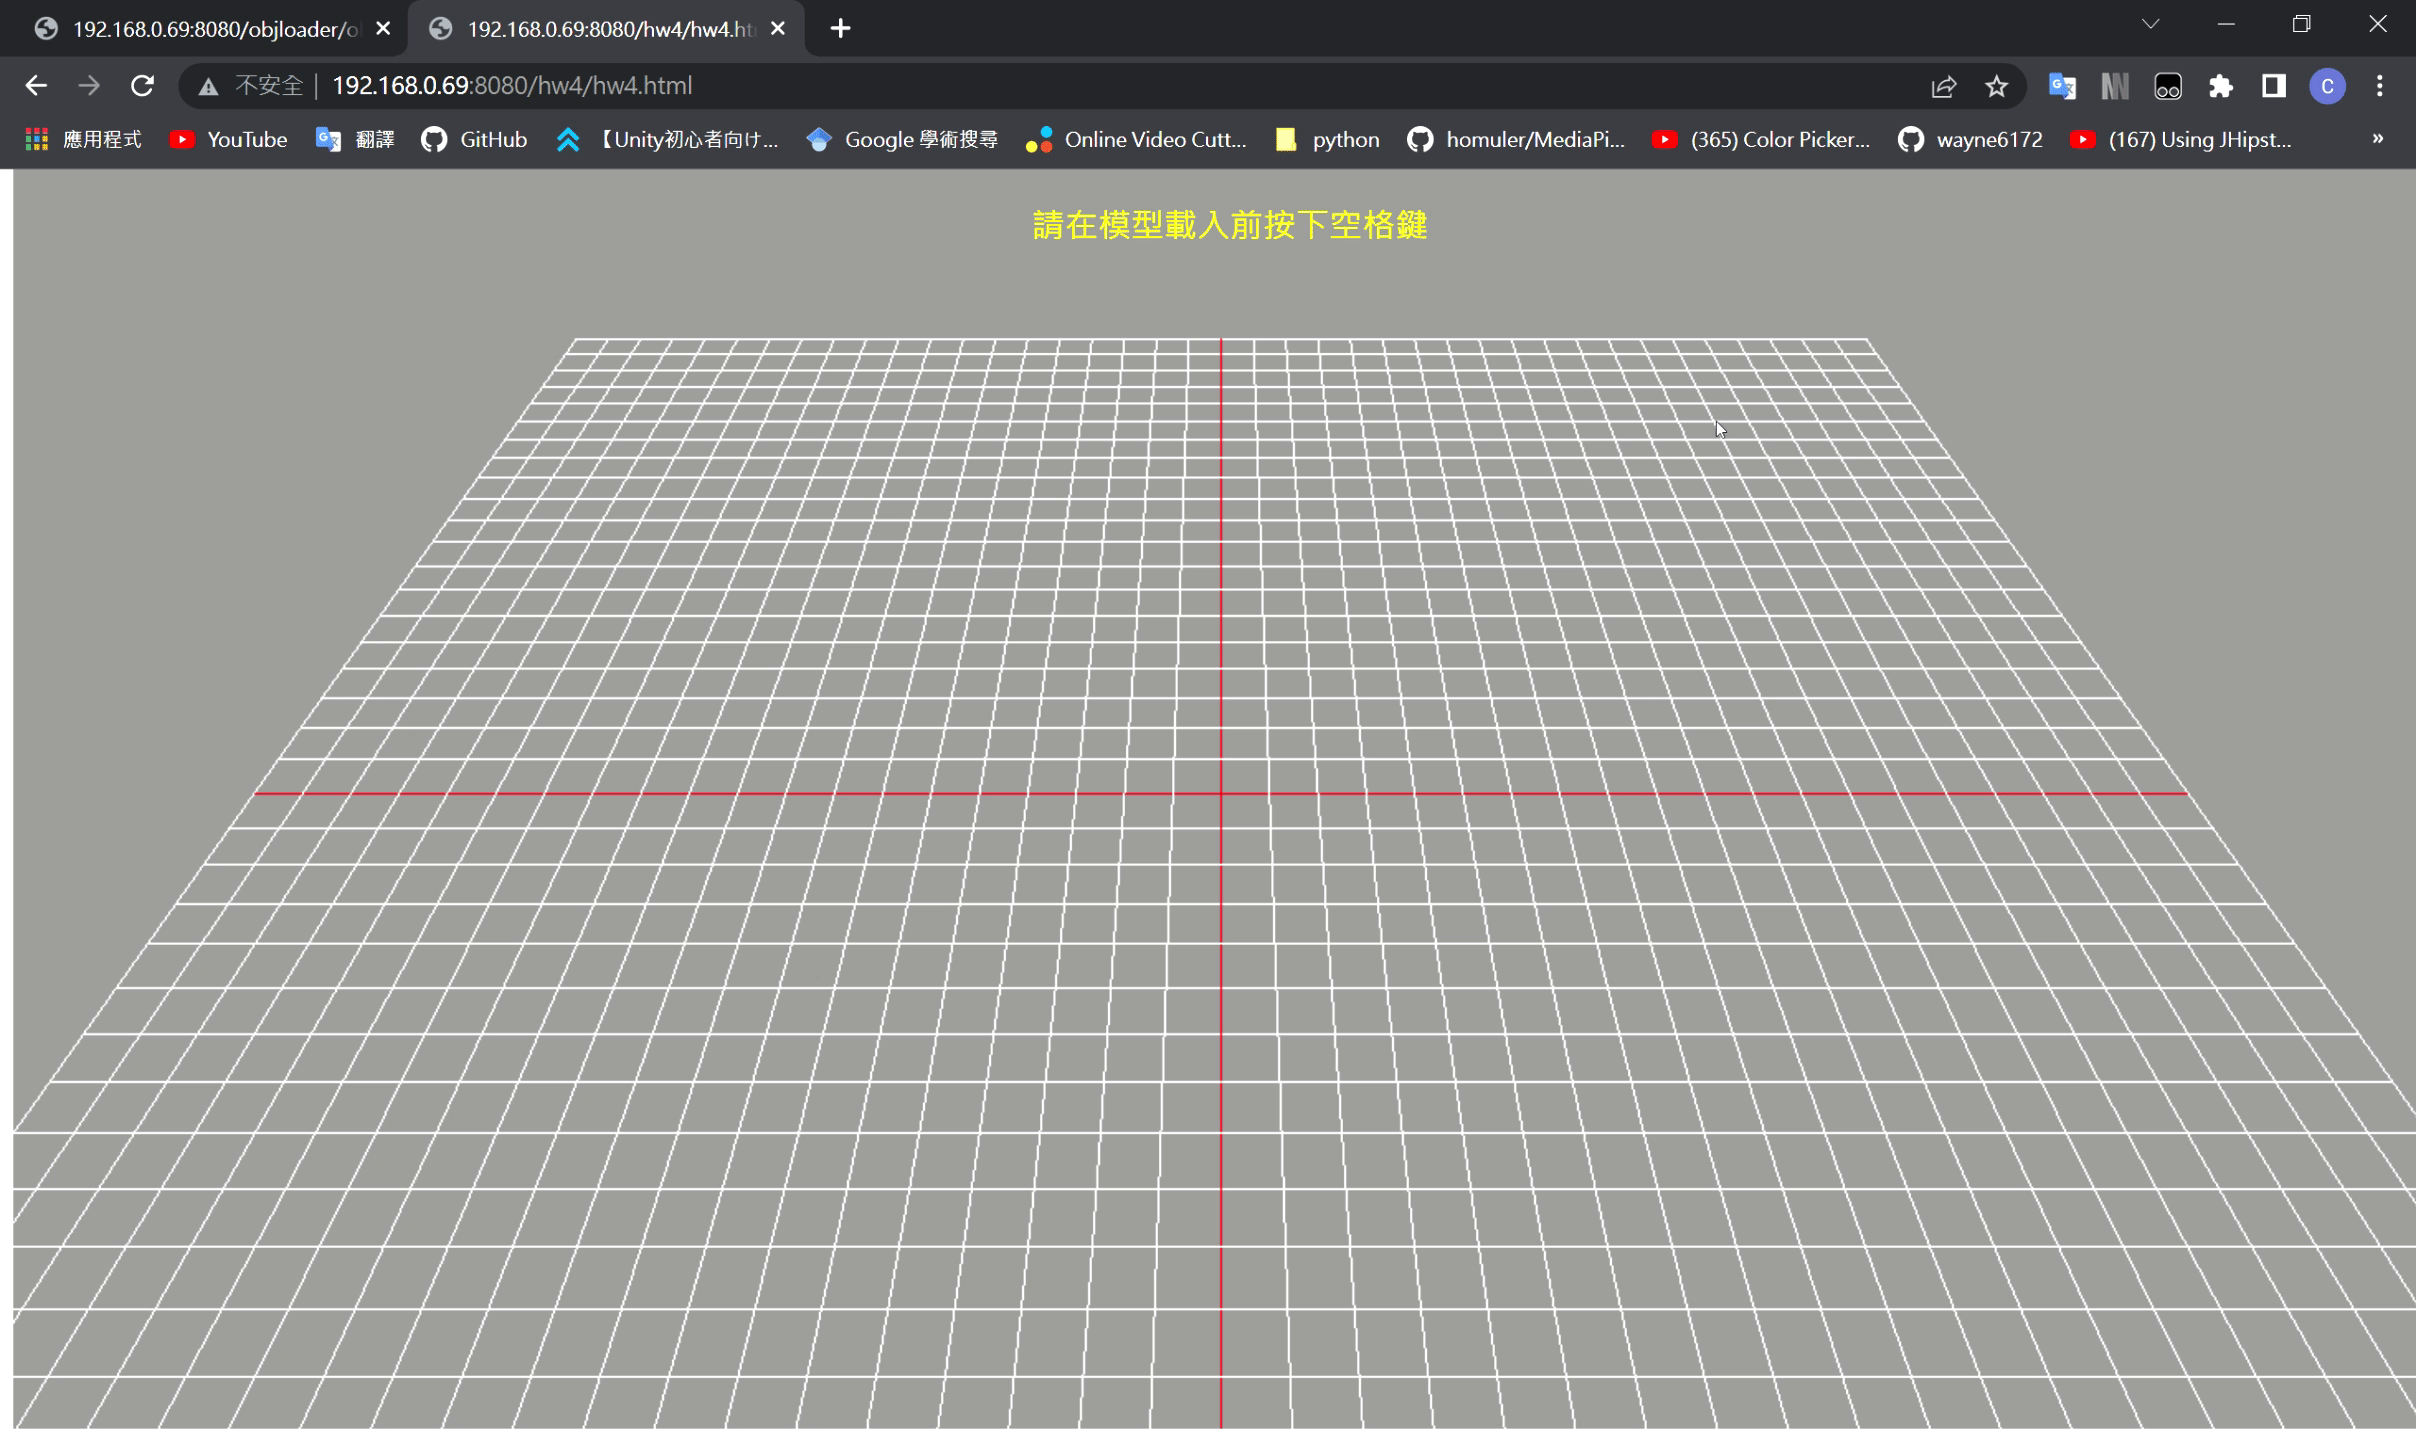 192.168.0.69:8080/objloader/o
192.168.0.69:8080/hw4/hw4.ht
不安全 192.168.0.69:8080/hw4/hw4.html
C
應用程式 YouTube 翻譯 GitHub 【Unity初心者向け... Google 學術搜尋 Online Video Cutt... python homuler/MediaPi... (365) Color Picker... wayne6172 (167) Using JHipst... »
請在模型載入前按下空格鍵